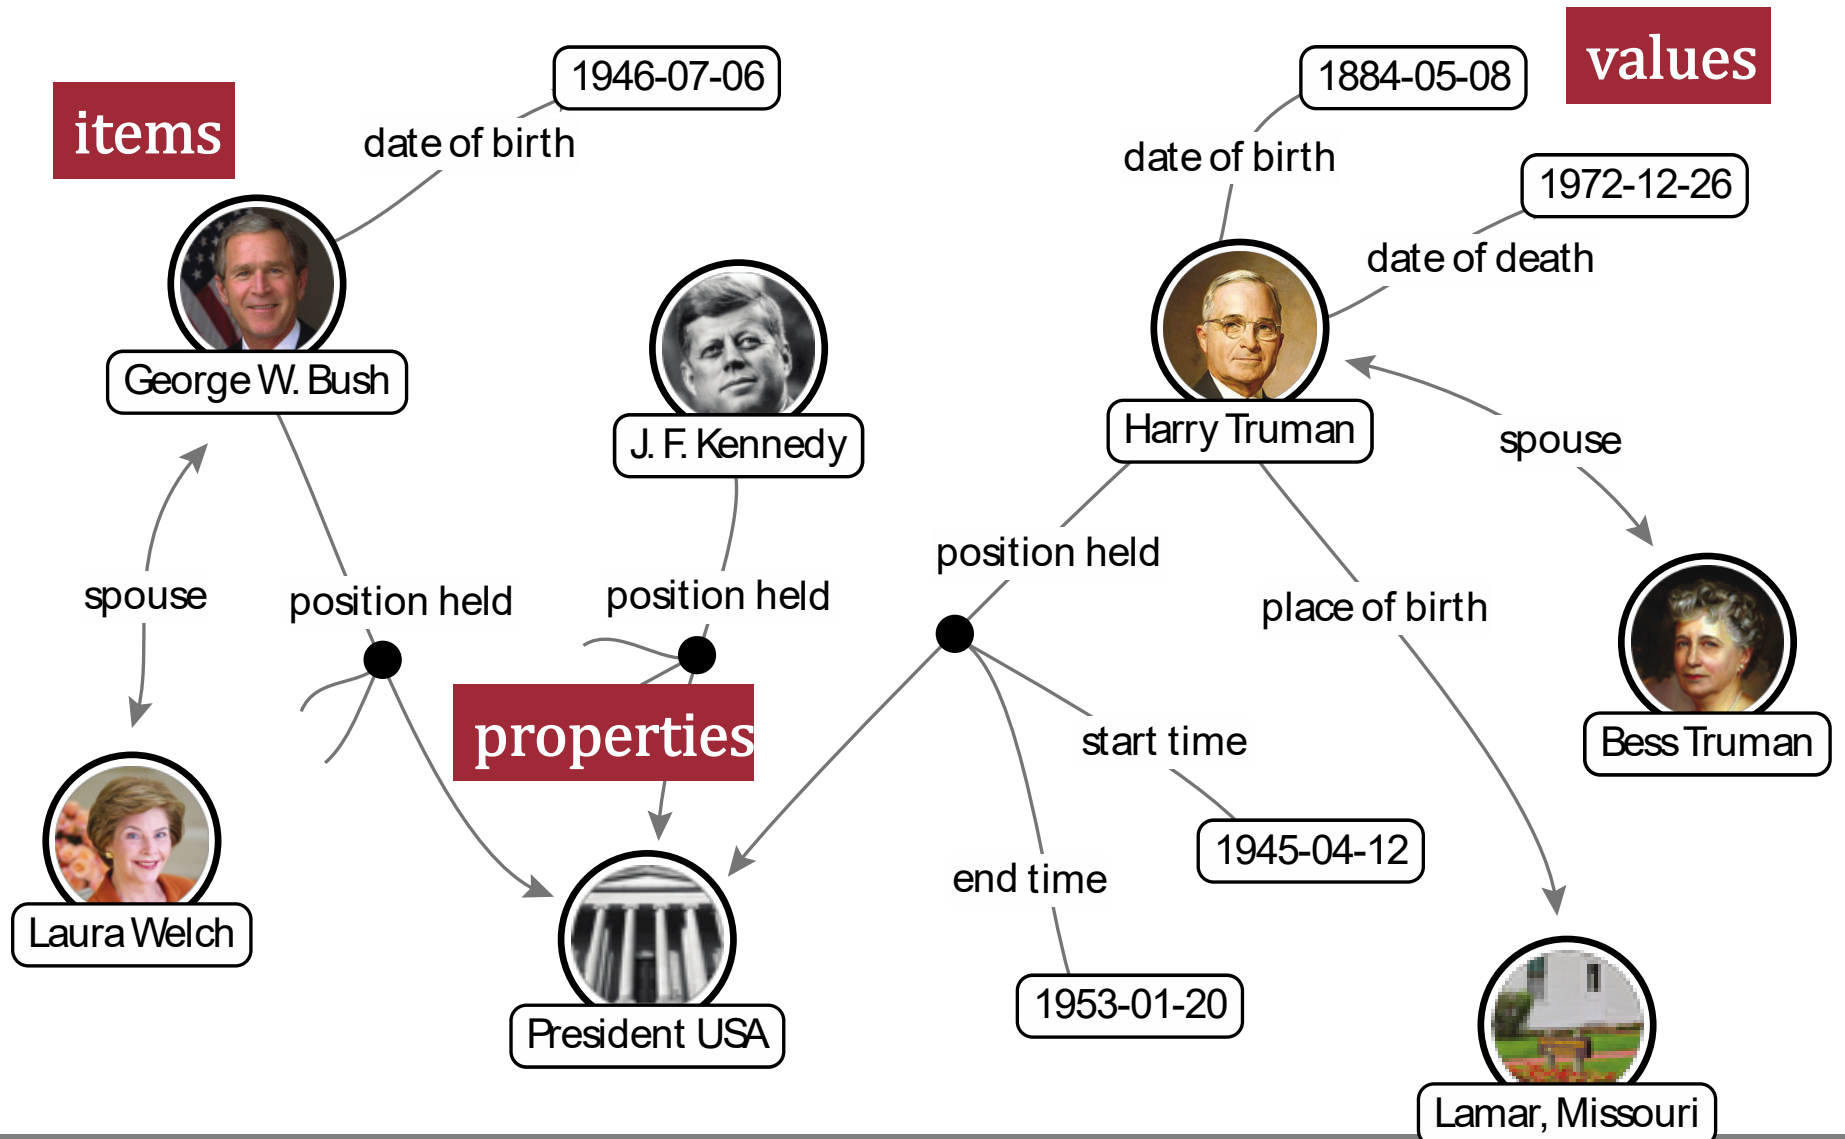 1946-07-06
1884-05-08
values
items
date of birth
date of birth
1972-12-26
date of death
George W. Bush
J. F. Kennedy
Harry Truman
spouse
position held
spouse
position held
position held
place of birth
properties
start time
Bess Truman
1945-04-12
end time
Laura Welch
1953-01-20
President USA
Lamar, Missouri